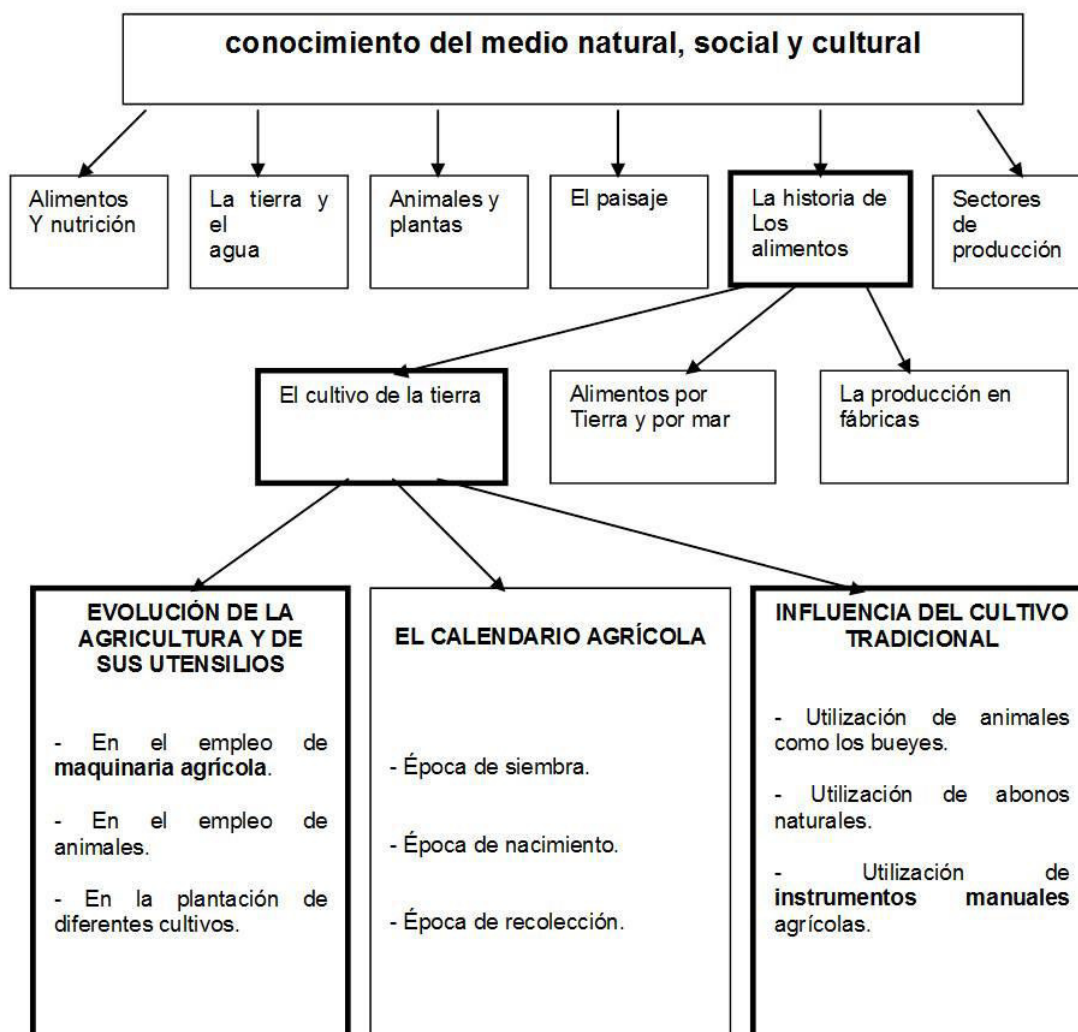 conocimiento del medio natural, social y cultural
Alimentos
Y nutrición
La tierra y
el
agua
Animales y
plantas
El paisaje
La historia de
Los
alimentos
Sectores
de
producción
El cultivo de la tierra
Alimentos por
Tierra y por mar
La producción en
fábricas
EVOLUCIÓN DE LA
AGRICULTURA Y DE
SUS UTENSILIOS
- En el empleo de
maquinaria agrícola.
- En el empleo de
animales.
- En la plantación de
diferentes cultivos.
EL CALENDARIO AGRÍCOLA
- Época de siembra.
- Época de nacimiento.
- Época de recolección.
INFLUENCIA DEL CULTIVO
TRADICIONAL
- Utilización de animales
como los bueyes.
- Utilización de abonos
naturales.
- Utilización de
instrumentos manuales
agrícolas.